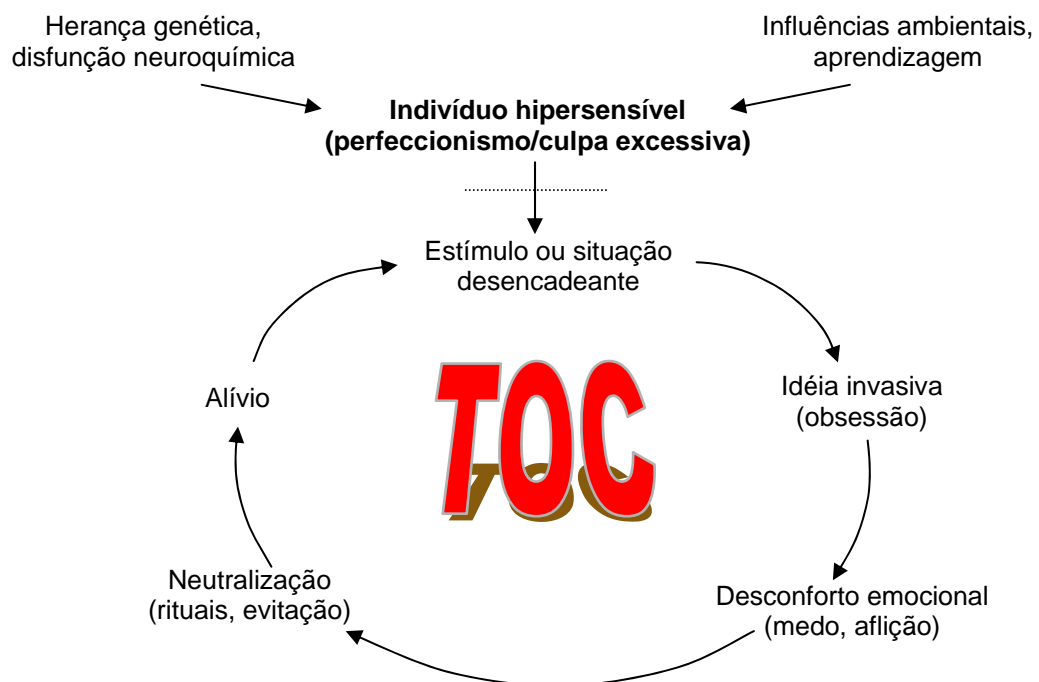 Herança genética,
disfunção neuroquímica
Influências ambientais,
aprendizagem
Indivíduo hipersensível
(perfeccionismo/culpa excessiva)
Estímulo ou situação
desencadeante
Idéia invasiva
(obsessão)
Desconforto emocional
(medo, aflição)
Neutralização
(rituais, evitação)
Alívio
TOC